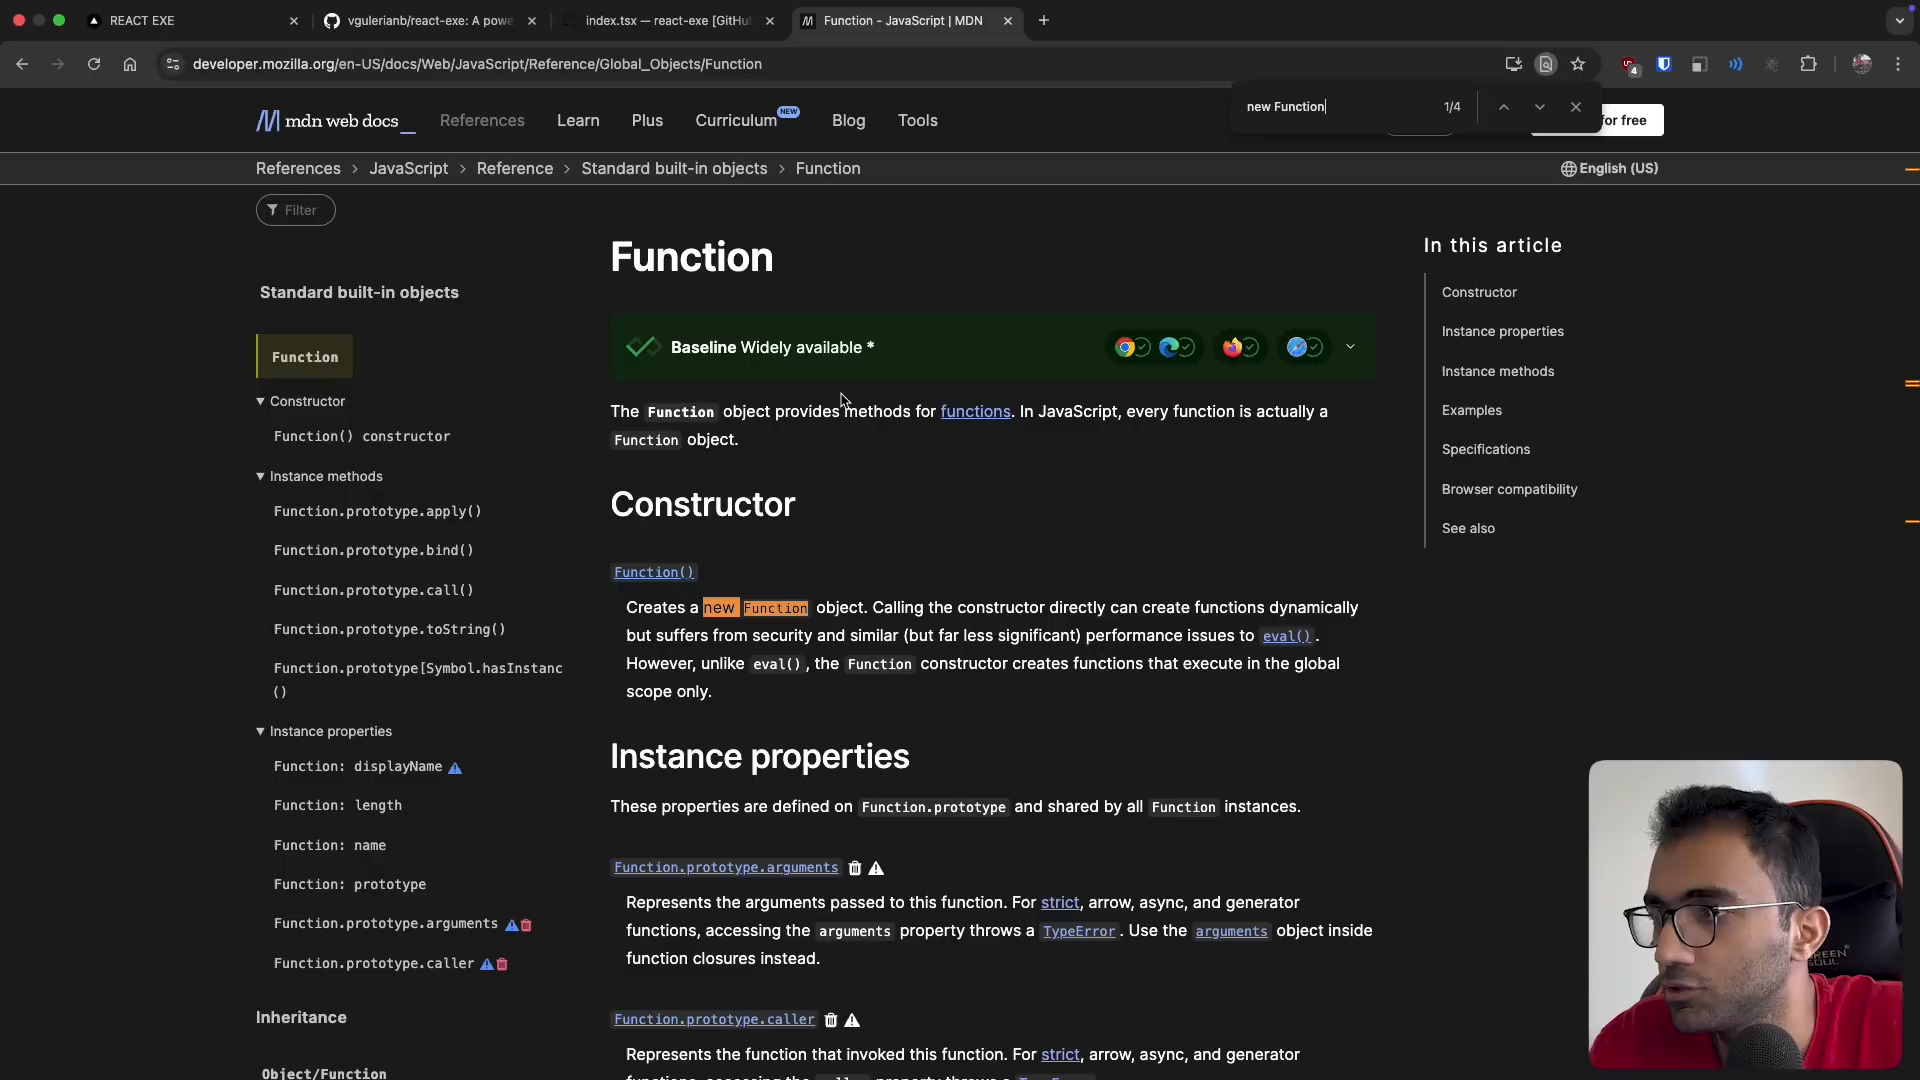 REACT EXE
vgulerianb/react-exe: A powe
index.tsx — react-exe [GitHu
Function - JavaScript | MDN
developer.mozilla.org/en-US/docs/Web/JavaScript/Reference/Global_Objects/Function
4
new Function
1/4
mdn web docs
References
Learn
Plus
Curriculum NEW
Blog
Tools
for free
References > JavaScript > Reference > Standard built-in objects > Function
English (US)
Filter
Standard built-in objects
Function
Constructor
Function() constructor
Instance methods
Function.prototype.apply()
Function.prototype.bind()
Function.prototype.call()
Function.prototype.toString()
Function.prototype[Symbol.hasInstanc
()
Instance properties
Function: displayName
Function: length
Function: name
Function: prototype
Function.prototype.arguments
Function.prototype.caller
Inheritance
Object/Function
Function
Baseline Widely available *
The Function object provides methods for functions. In JavaScript, every function is actually a
Function object.
Constructor
Function()
Creates a new Function object. Calling the constructor directly can create functions dynamically
but suffers from security and similar (but far less significant) performance issues to eval().
However, unlike eval(), the Function constructor creates functions that execute in the global
scope only.
Instance properties
These properties are defined on Function.prototype and shared by all Function instances.
Function.prototype.arguments
Represents the arguments passed to this function. For strict, arrow, async, and generator
functions, accessing the arguments property throws a TypeError. Use the arguments object inside
function closures instead.
Function.prototype.caller
Represents the function that invoked this function. For strict, arrow, async, and generator
In this article
Constructor
Instance properties
Instance methods
Examples
Specifications
Browser compatibility
See also